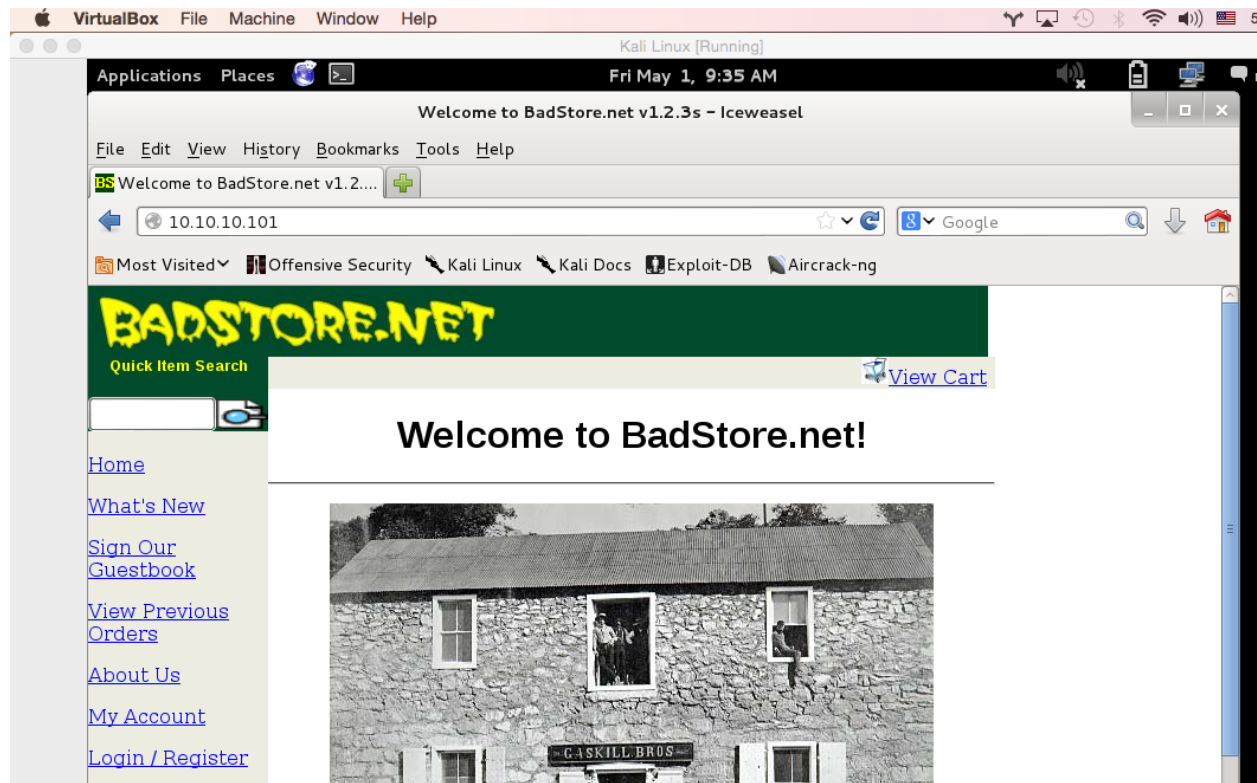 VirtualBox File Machine Window Help
Kali Linux [Running]
Applications Places Fri May 1, 9:35 AM
Welcome to BadStore.net v1.2.3s – Iceweasel
File Edit View History Bookmarks Tools Help
BS Welcome to BadStore.net v1.2....
10.10.10.101
8 Google
Most Visited Offensive Security Kali Linux Kali Docs Exploit-DB Aircrack-ng
BADSTORE.NET
Quick Item Search
View Cart
Welcome to BadStore.net!
Home
What's New
Sign Our
Guestbook
View Previous
Orders
About Us
My Account
Login / Register
GASKILL BROS